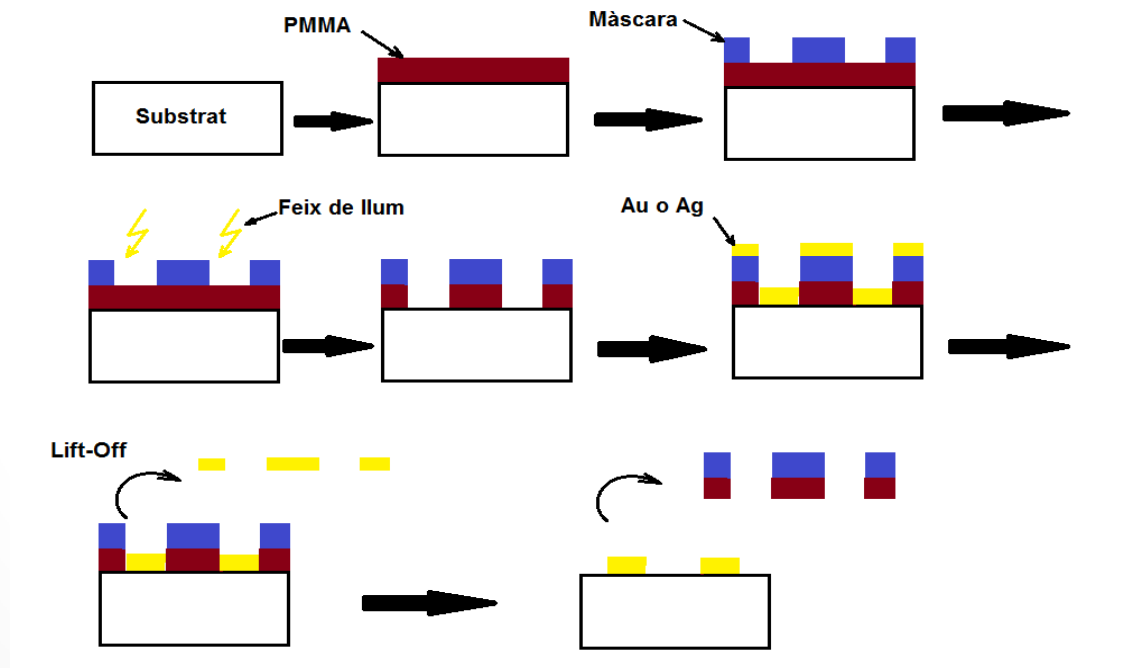 PMMA
Màscara
Substrat
Feix de llum
Au o Ag
Lift-Off